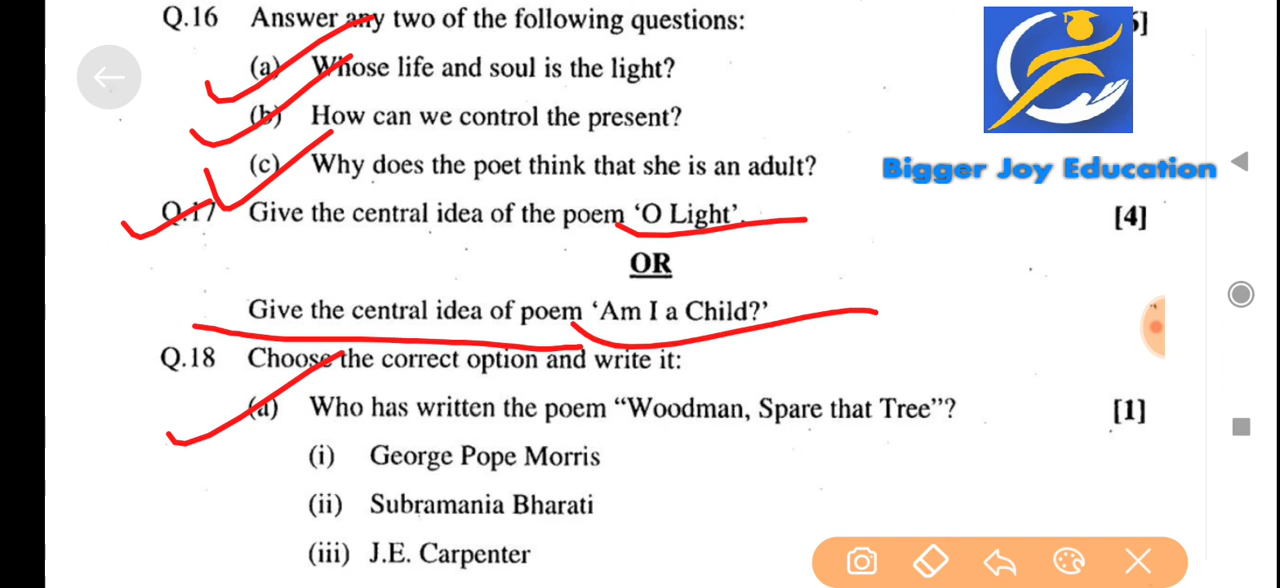 Q.16 Answer any two of the following questions: 5]
(a) Whose life and soul is the light?
(b) How can we control the present?
(c) Why does the poet think that she is an adult?
Bigger Joy Education
Q.17 Give the central idea of the poem ‘O Light’. [4]
OR
Give the central idea of poem ‘Am I a Child?’
Q.18 Choose the correct option and write it:
(a) Who has written the poem “Woodman, Spare that Tree”? [1]
(i) George Pope Morris
(ii) Subramania Bharati
(iii) J.E. Carpenter